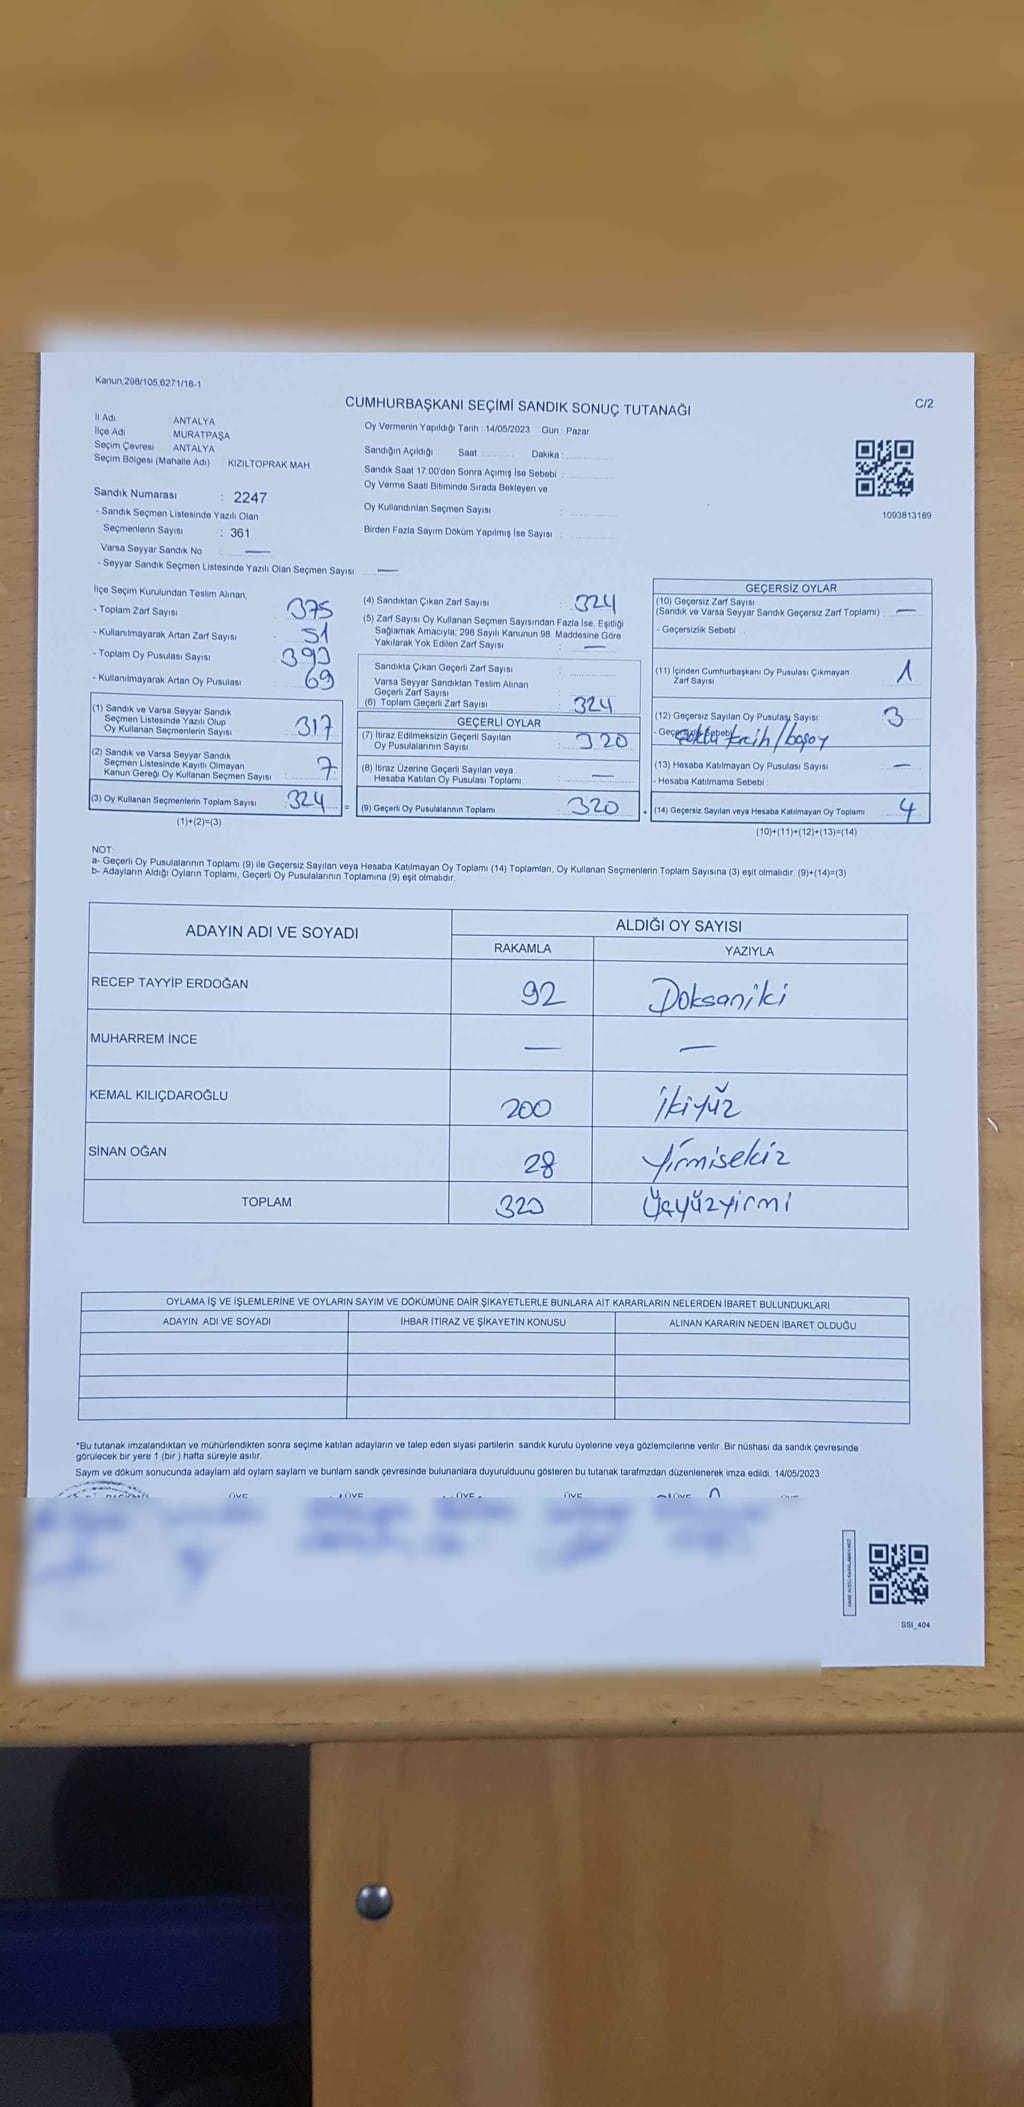 Kanun,298/105,6271/18-1
CUMHURBAŞKANI SEÇİMİ SANDIK SONUÇ TUTANAĞI
C/2
İl Adı ANTALYA
İlçe Adı MURATPAŞA
Seçim Çevresi ANTALYA
Seçim Bölgesi (Mahalle Adı) KIZILTOPRAK MAH.
Oy Vermenin Yapıldığı Tarih : 14/05/2023 Gün : Pazar
Sandığın Açıldığı Saat Dakika :
Sandık Saat 17:00'den Sonra Açımış İse Sebebi :
Oy Verme Saati Bitiminde Sırada Bekleyen ve
Oy Kullandırılan Seçmen Sayısı :
Birden Fazla Sayım Döküm Yapılmış İse Sayısı :
1093813189
Sandık Numarası : 2247
- Sandık Seçmen Listesinde Yazılı Olan
Seçmenlerin Sayısı : 361
Varsa Seyyar Sandık No —
- Seyyar Sandık Seçmen Listesinde Yazılı Olan Seçmen Sayısı: —
İlçe Seçim Kurulundan Teslim Alınan;
- Toplam Zarf Sayısı : 375
- Kullanılmayarak Artan Zarf Sayısı : 51
- Toplam Oy Pusulası Sayısı : 393
- Kullanılmayarak Artan Oy Pusulası : 69
(1) Sandık ve Varsa Seyyar Sandık
Seçmen Listesinde Yazılı Olup
Oy Kullanan Seçmenlerin Sayısı : 317
(2) Sandık ve Varsa Seyyar Sandık
Seçmen Listesinde Kayıtlı Olmayan
Kanun Gereği Oy Kullanan Seçmen Sayısı : 7
(3) Oy Kullanan Seçmenlerin Toplam Sayısı : 324
(1)+(2)=(3)
(4) Sandıktan Çıkan Zarf Sayısı : 324
(5) Zarf Sayısı Oy Kullanan Seçmen Sayısından Fazla İse, Eşitliği
Sağlamak Amacıyla; 298 Sayılı Kanunun 98. Maddesine Göre
Yakılarak Yok Edilen Zarf Sayısı : —
Sandıkta Çıkan Geçerli Zarf Sayısı :
Varsa Seyyar Sandıktan Teslim Alınan
Geçerli Zarf Sayısı :
(6) Toplam Geçerli Zarf Sayısı : 324
GEÇERLİ OYLAR
(7) İtiraz Edilmeksizin Geçerli Sayılan
Oy Pusulalarının Sayısı : 320
(8) İtiraz Üzerine Geçerli Sayılan veya
Hesaba Katılan Oy Pusulası Toplamı : —
= (9) Geçerli Oy Pusulalarının Toplamı : 320
GEÇERSİZ OYLAR
(10) Geçersiz Zarf Sayısı
(Sandık ve Varsa Seyyar Sandık Geçersiz Zarf Toplamı) : —
- Geçersizlik Sebebi :
(11) İçinden Cumhurbaşkanı Oy Pusulası Çıkmayan
Zarf Sayısı : 1
(12) Geçersiz Sayılan Oy Pusulası Sayısı : 3
(13) Hesaba Katılmayan Oy Pusulası Sayısı : —
- Hesaba Katılmama Sebebi :
+ (14) Geçersiz Sayılan veya Hesaba Katılmayan Oy Toplamı : 4
(10)+(11)+(12)+(13)=(14)
NOT:
a- Geçerli Oy Pusulalarının Toplamı (9) ile Geçersiz Sayılan veya Hesaba Katılmayan Oy Toplamı (14) Toplamları, Oy Kullanan Seçmenlerin Toplam Sayısına (3) eşit olmalıdır. (9)+(14)=(3)
b- Adayların Aldığı Oyların Toplamı, Geçerli Oy Pusulalarının Toplamına (9) eşit olmalıdır.
ADAYIN ADI VE SOYADI ALDIĞI OY SAYISI
RAKAMLA YAZIYLA
RECEP TAYYİP ERDOĞAN 92 Doksaniki
MUHARREM İNCE — —
KEMAL KILIÇDAROĞLU 200 İkiyüz
SİNAN OĞAN 28 Yirmisekiz
TOPLAM 320 Üçyüzyirmi
OYLAMA İŞ VE İŞLEMLERİNE VE OYLARIN SAYIM VE DÖKÜMÜNE DAİR ŞİKAYETLERLE BUNLARA AİT KARARLARIN NELERDEN İBARET BULUNDUKLARI
ADAYIN ADI VE SOYADI İHBAR İTİRAZ VE ŞİKAYETİN KONUSU ALINAN KARARIN NEDEN İBARET OLDUĞU
*Bu tutanak imzalandıktan ve mühürlendikten sonra seçime katılan adayların ve talep eden siyasi partilerin sandık kurulu üyelerine veya gözlemcilerine verilir. Bir nüshası da sandık çevresinde
görülecek bir yere 1 (bir) hafta süreyle asılır.
Sayım ve döküm sonucunda adayların ald oyların sayların ve bunların sandk çevresinde bulunanlara duyurulduunu gösteren bu tutanak tarafmzdan düzenlenerek imza edildi. 14/05/2023
ÜYE ÜYE ÜYE ÜYE ÜYE
SSI_404